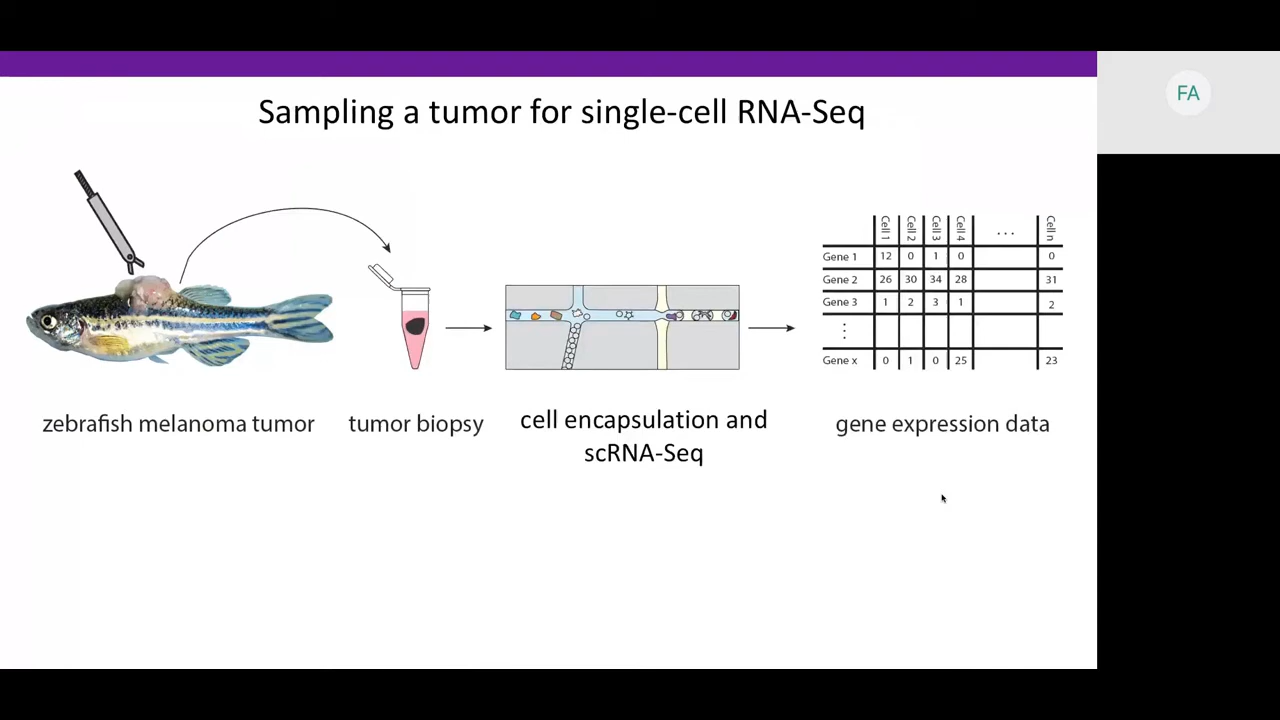 FA
Sampling a tumor for single-cell RNA-Seq
Cell 1 Cell 2 Cell 3 Cell 4 ... Cell n
Gene 1 12 0 1 0 0
Gene 2 26 30 34 28 31
Gene 3 1 2 3 1 2
⋮
Gene x 0 1 0 25 23
zebrafish melanoma tumor
tumor biopsy
cell encapsulation and
scRNA-Seq
gene expression data